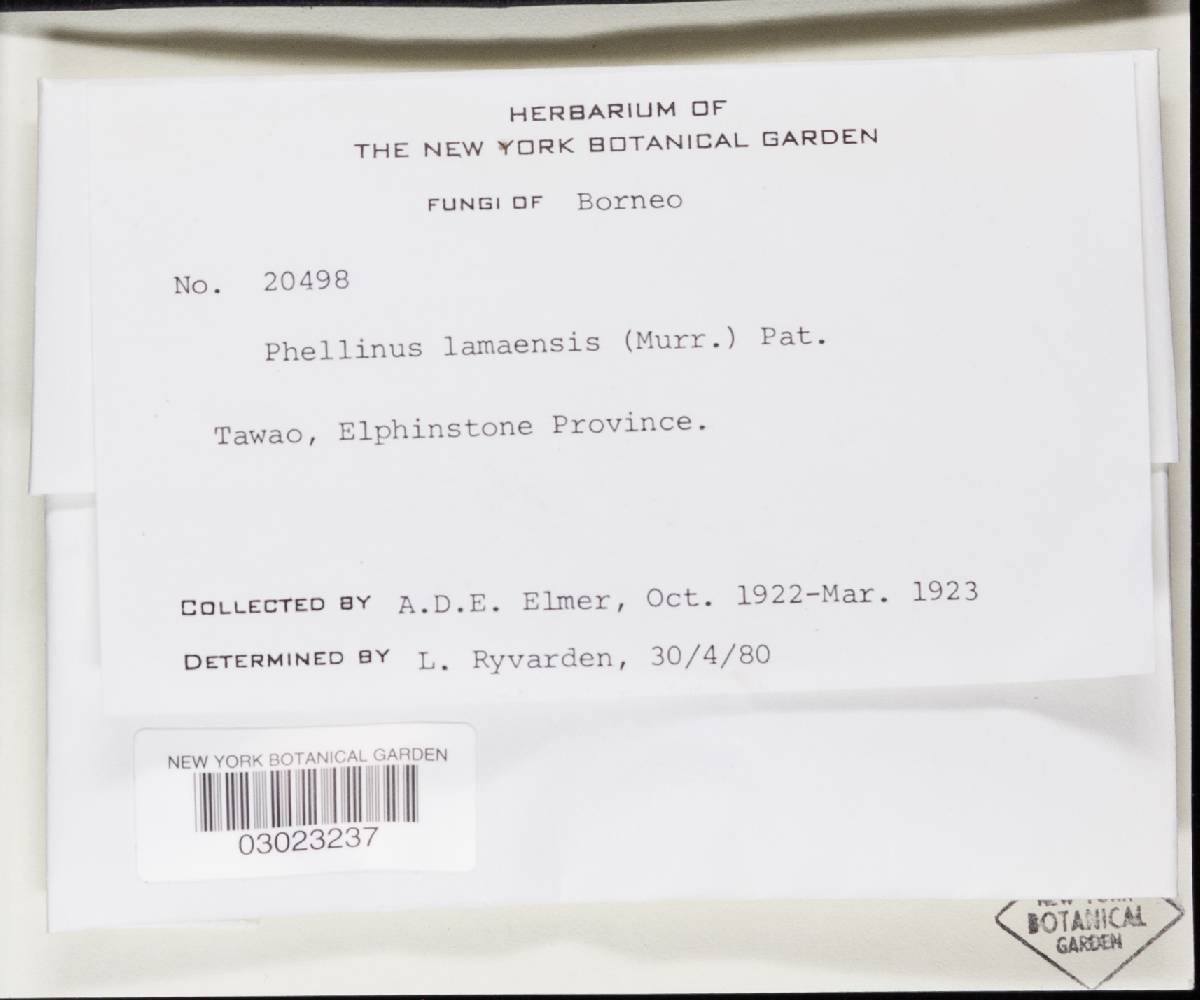 HERBARIUM OF
THE NEW YORK BOTANICAL GARDEN
FUNGI OF Borneo
No. 20498
Phellinus lamaensis (Murr.) Pat.
Tawao, Elphinstone Province.
COLLECTED BY A.D.E. Elmer, Oct. 1922-Mar. 1923
DETERMINED BY L. Ryvarden, 30/4/80
NEW YORK BOTANICAL GARDEN
03023237
BOTANICAL
GARDEN